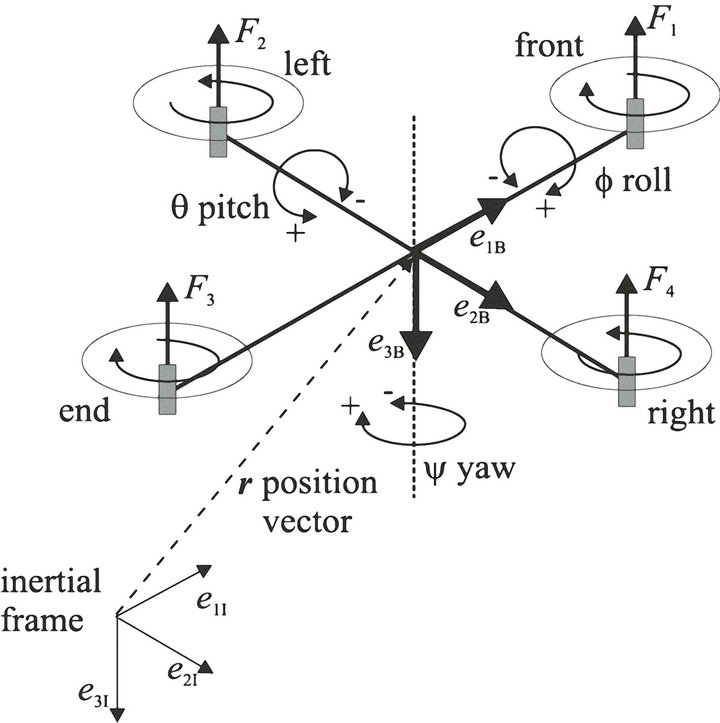 F₂
left
front
F₁
θ pitch
-
+
-
+
ϕ roll
e₁B
e₂B
e₃B
F₃
F₄
end
right
+
-
ψ yaw
r position
vector
inertial
frame
e₁I
e₂I
e₃I